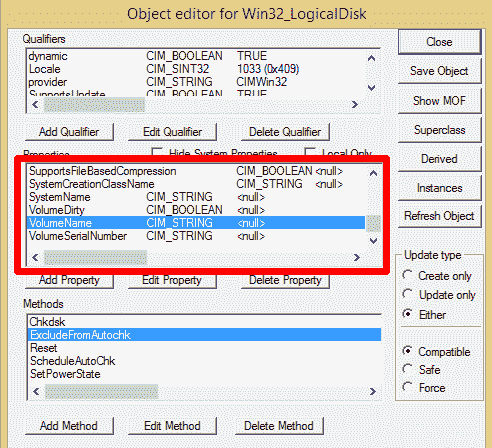 Object editor for Win32_LogicalDisk
Qualifiers
dynamic CIM_BOOLEAN TRUE
Locale CIM_SINT32 1033 (0x409)
provider CIM_STRING CIMWin32
SupportsUpdate CIM_BOOLEAN TRUE
Add Qualifier Edit Qualifier Delete Qualifier
Properties Hide System Properties Local Only
SupportsFileBasedCompression CIM_BOOLEAN <null>
SystemCreationClassName CIM_STRING <null>
SystemName CIM_STRING <null>
VolumeDirty CIM_BOOLEAN <null>
VolumeName CIM_STRING <null>
VolumeSerialNumber CIM_STRING <null>
Add Property Edit Property Delete Property
Methods
Chkdsk
ExcludeFromAutochk
Reset
ScheduleAutoChk
SetPowerState
Add Method Edit Method Delete Method
Close
Save Object
Show MOF
Superclass
Derived
Instances
Refresh Object
Update type
Create only
Update only
Either
Compatible
Safe
Force